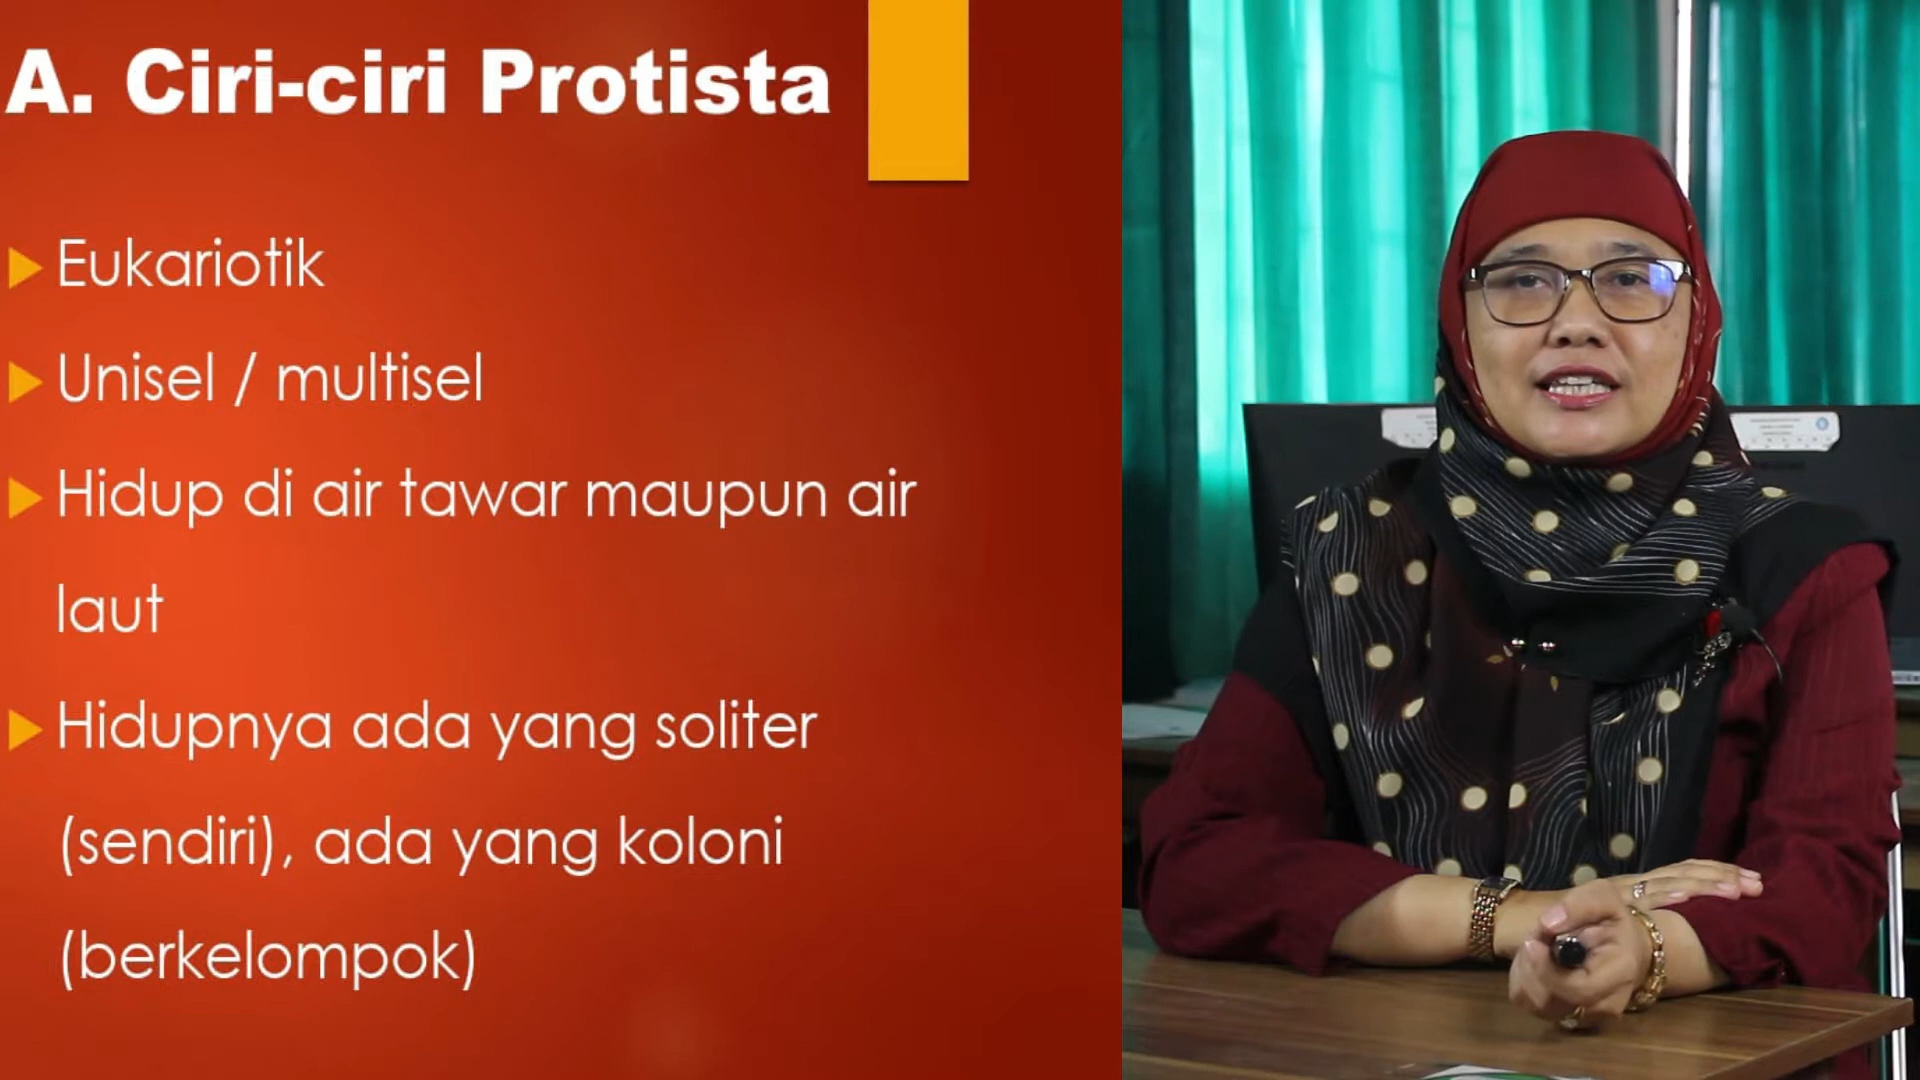 A. Ciri-ciri Protista
Eukariotik
Unisel / multisel
Hidup di air tawar maupun air
laut
Hidupnya ada yang soliter
(sendiri), ada yang koloni
(berkelompok)